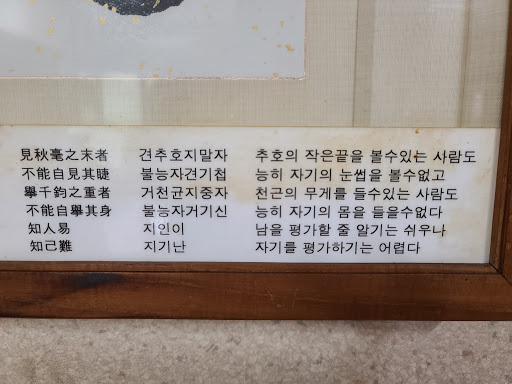 見秋毫之末者 견추호지말자 추호의 작은끝을 볼수있는 사람도
不能自見其睫 불능자견기첩 능히 자기의 눈썹을 볼수없고
擧千鈞之重者 거천균지중자 천근의 무게를 들수있는 사람도
不能自擧其身 불능자거기신 능히 자기의 몸을 들을수없다
知人易 지인이 남을 평가할 줄 알기는 쉬우나
知己難 지기난 자기를 평가하기는 어렵다